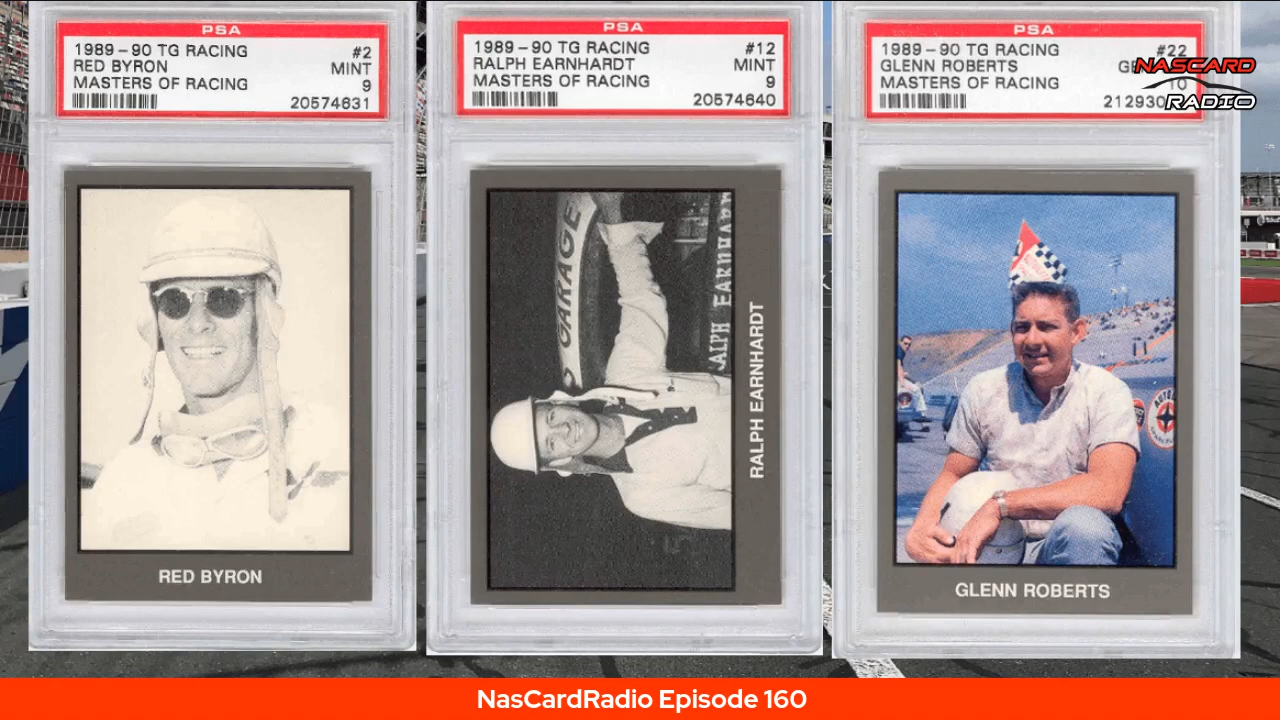 PSA
1989-90 TG RACING #2
RED BYRON MINT
MASTERS OF RACING 9
20574631
RED BYRON
PSA
1989-90 TG RACING #12
RALPH EARNHARDT MINT
MASTERS OF RACING 9
20574640
GARAGE
RALPH EARNHARDT
PSA
1989-90 TG RACING #22
GLENN ROBERTS
MASTERS OF RACING 10
NASCARD
RADIO
GLENN ROBERTS
NasCardRadio Episode 160